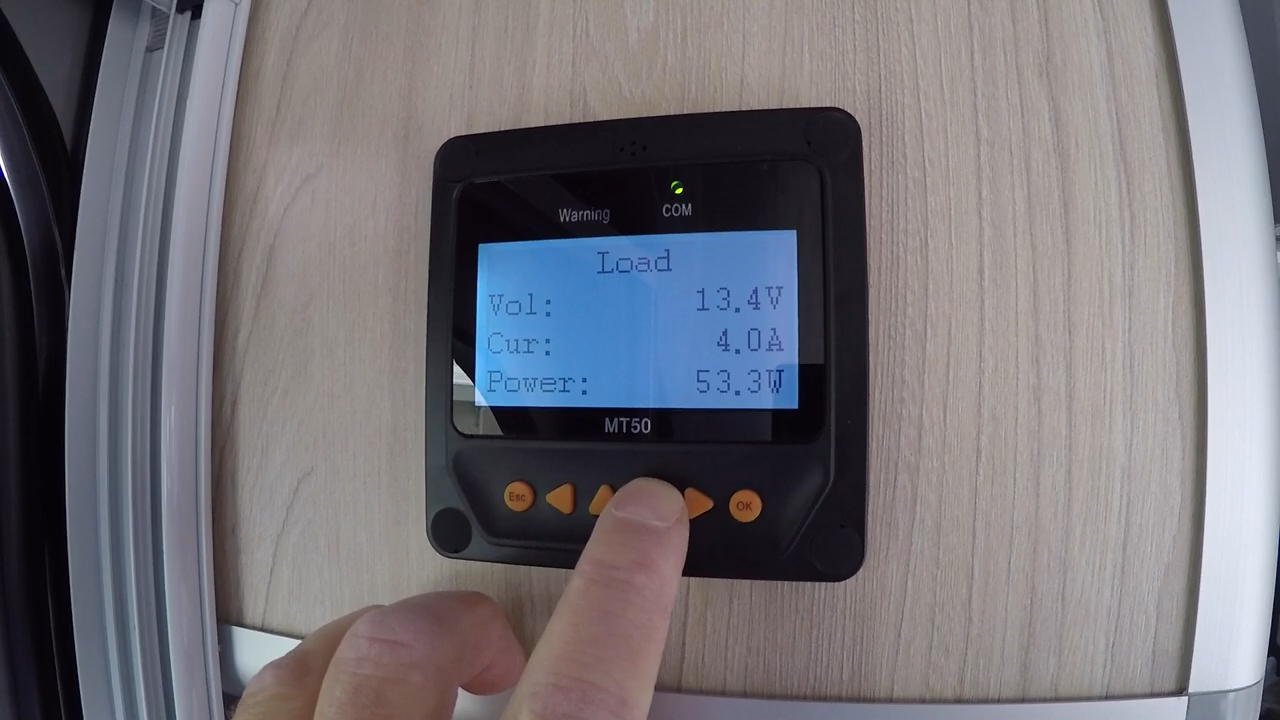 Warning COM
Load
Vol: 13.4V
Cur: 4.0A
Power: 53.3W
MT50
Esc OK